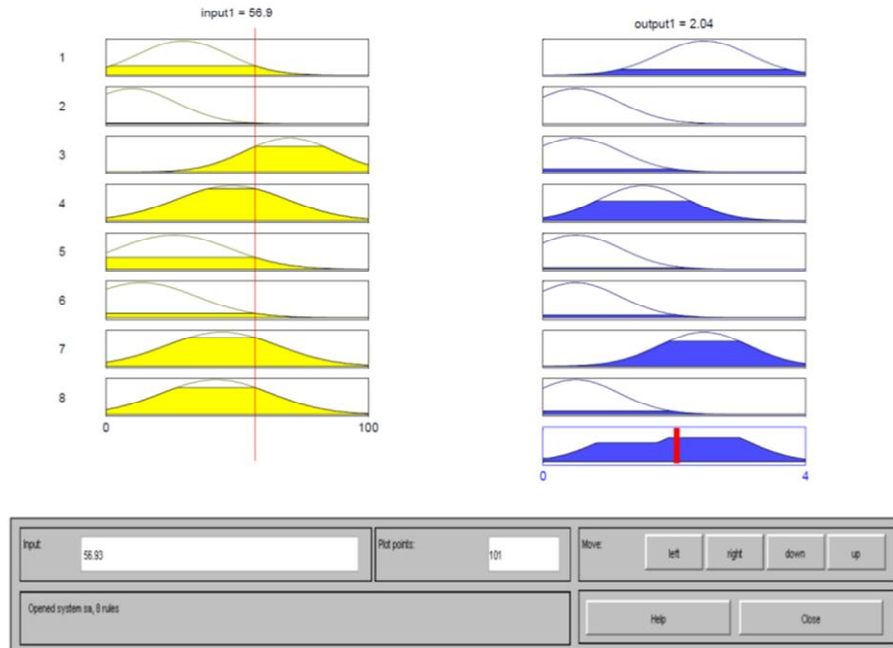 input1 = 56.9
output1 = 2.04
1
2
3
4
5
6
7
8
0 100
0 4
Input: 56.93
Plot points: 101
Move: left right down up
Opened system sa, 8 rules
Help Close